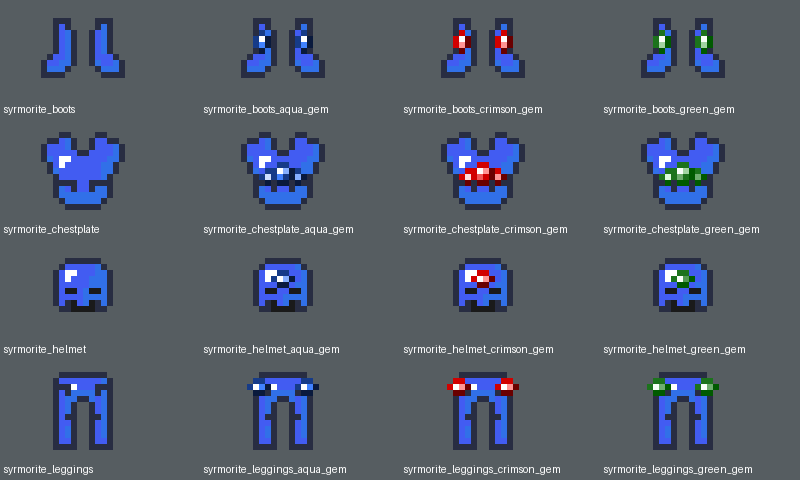 syrmorite_boots
syrmorite_boots_aqua_gem
syrmorite_boots_crimson_gem
syrmorite_boots_green_gem
syrmorite_chestplate
syrmorite_chestplate_aqua_gem
syrmorite_chestplate_crimson_gem
syrmorite_chestplate_green_gem
syrmorite_helmet
syrmorite_helmet_aqua_gem
syrmorite_helmet_crimson_gem
syrmorite_helmet_green_gem
syrmorite_leggings
syrmorite_leggings_aqua_gem
syrmorite_leggings_crimson_gem
syrmorite_leggings_green_gem